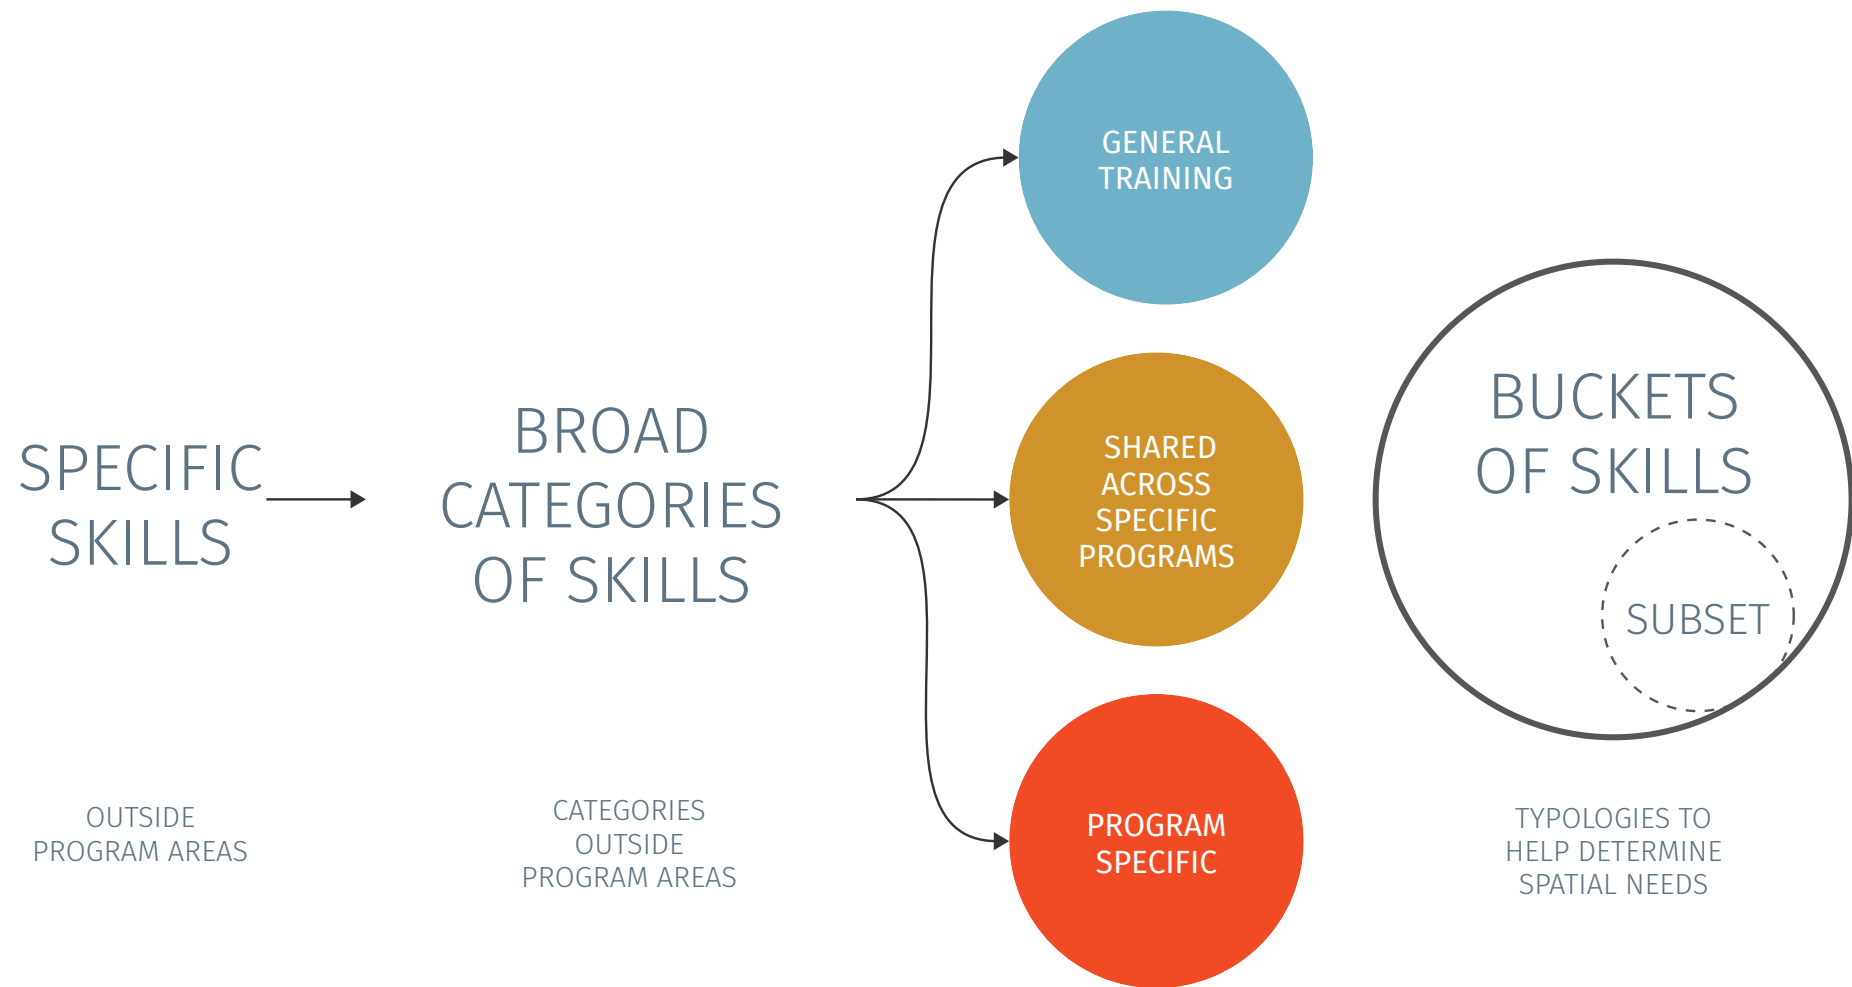 SPECIFIC
SKILLS
OUTSIDE
PROGRAM AREAS
BROAD
CATEGORIES
OF SKILLS
CATEGORIES
OUTSIDE
PROGRAM AREAS
GENERAL
TRAINING
SHARED
ACROSS
SPECIFIC
PROGRAMS
PROGRAM
SPECIFIC
BUCKETS
OF SKILLS
SUBSET
TYPOLOGIES TO
HELP DETERMINE
SPATIAL NEEDS